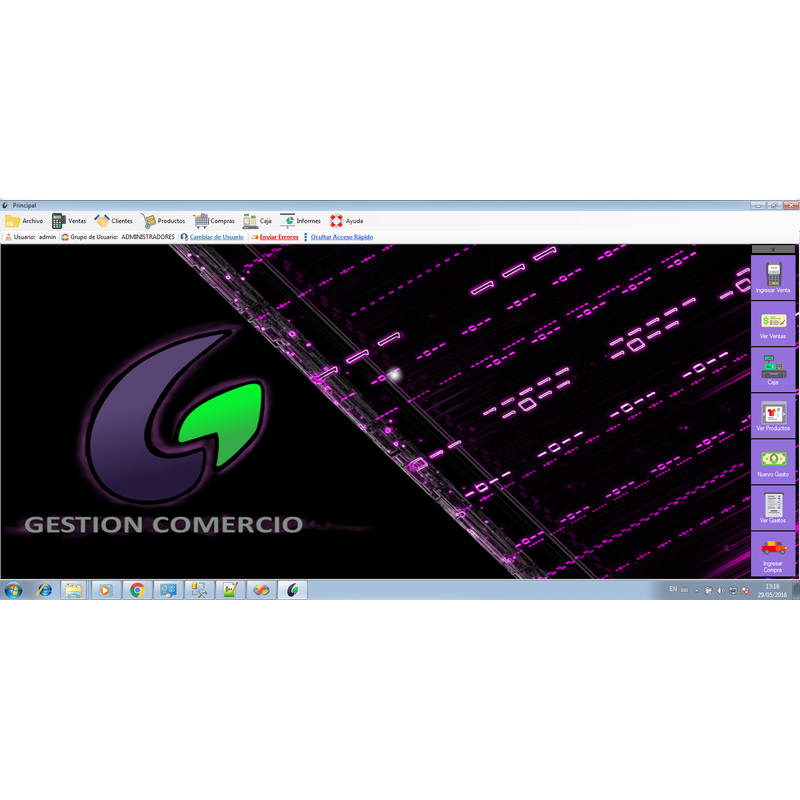 Principal
Archivo Ventas Clientes Productos Compras Caja Informes Ayuda
Usuario: admin Grupo de Usuario: ADMINISTRADORES Cambiar de Usuario Enviar Errores Ocultar Acceso Rápido
x
Ingresar Venta
Ver Ventas
Caja
Ver Productos
Nuevo Gasto
Ver Gastos
Ingresar
Compra
GESTION COMERCIO
EN
13:16
29/05/2016